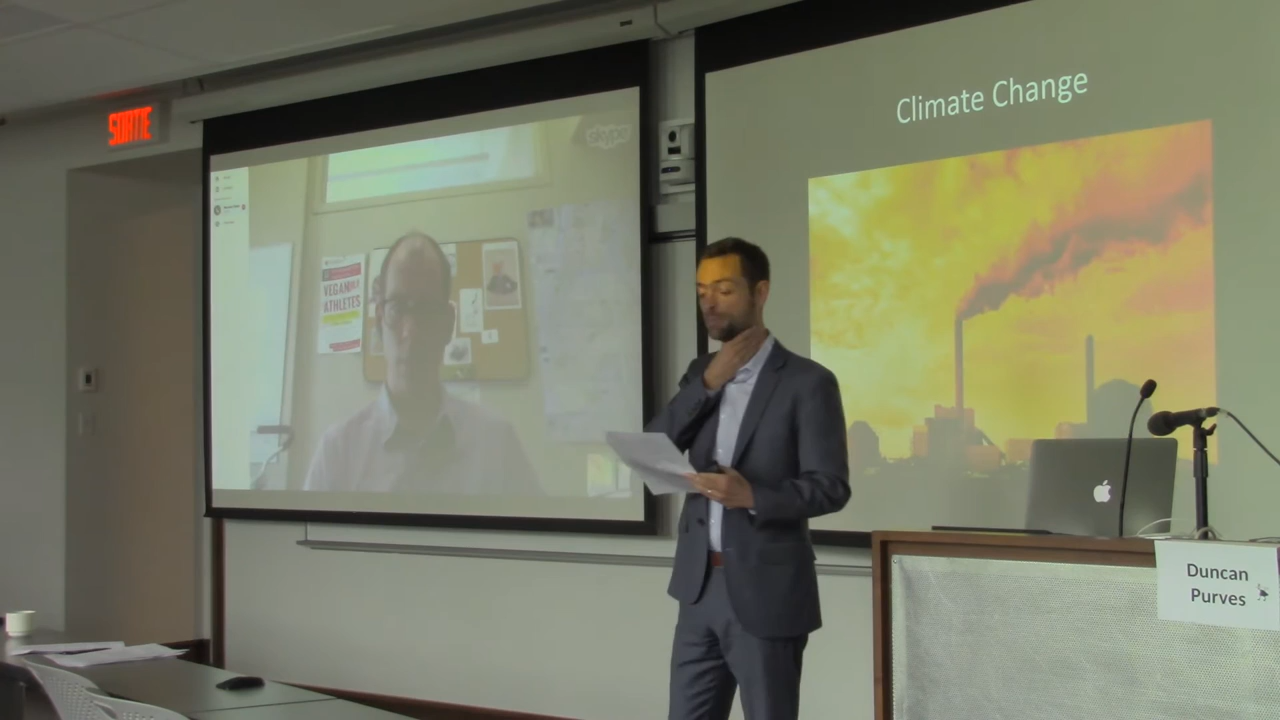 SORTIE
skype
VEGAN
ATHLETES
Climate Change
Duncan
Purves